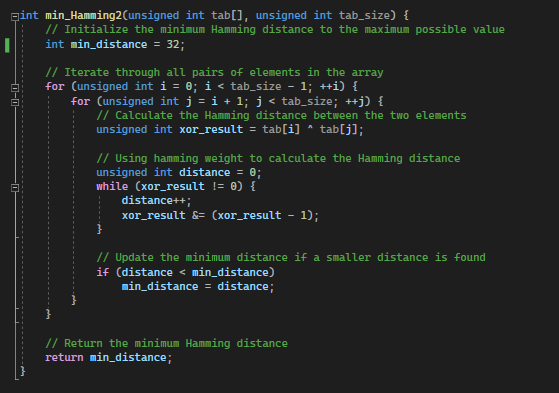 int min_Hamming2(unsigned int tab[], unsigned int tab_size) {
    // Initialize the minimum Hamming distance to the maximum possible value
    int min_distance = 32;

    // Iterate through all pairs of elements in the array
    for (unsigned int i = 0; i < tab_size - 1; ++i) {
        for (unsigned int j = i + 1; j < tab_size; ++j) {
            // Calculate the Hamming distance between the two elements
            unsigned int xor_result = tab[i] ^ tab[j];

            // Using hamming weight to calculate the Hamming distance
            unsigned int distance = 0;
            while (xor_result != 0) {
                distance++;
                xor_result &= (xor_result - 1);
            }

            // Update the minimum distance if a smaller distance is found
            if (distance < min_distance)
                min_distance = distance;
        }
    }

    // Return the minimum Hamming distance
    return min_distance;
}